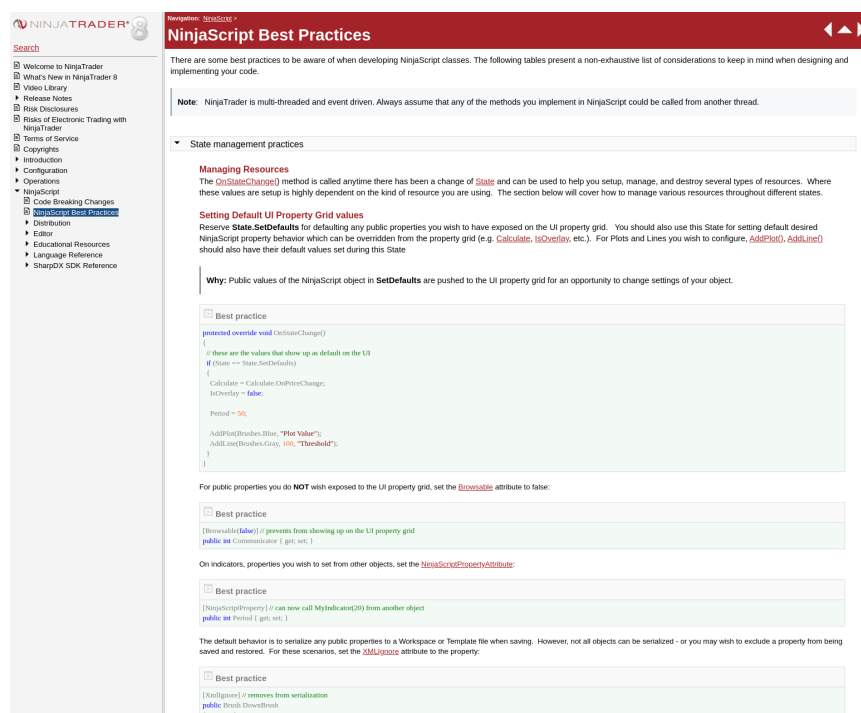 NINJATRADER® 8
Search
Welcome to NinjaTrader
What's New in NinjaTrader 8
Video Library
Release Notes
Risk Disclosures
Risks of Electronic Trading with
NinjaTrader
Terms of Service
Copyrights
Introduction
Configuration
Operations
NinjaScript
Code Breaking Changes
NinjaScript Best Practices
Distribution
Editor
Educational Resources
Language Reference
SharpDX SDK Reference
Navigation: NinjaScript >
NinjaScript Best Practices
There are some best practices to be aware of when developing NinjaScript classes. The following tables present a non-exhaustive list of considerations to keep in mind when designing and
implementing your code.
Note: NinjaTrader is multi-threaded and event driven. Always assume that any of the methods you implement in NinjaScript could be called from another thread.
State management practices
Managing Resources
The OnStateChange() method is called anytime there has been a change of State and can be used to help you setup, manage, and destroy several types of resources. Where
these values are setup is highly dependent on the kind of resource you are using. The section below will cover how to manage various resources throughout different states.
Setting Default UI Property Grid values
Reserve State.SetDefaults for defaulting any public properties you wish to have exposed on the UI property grid. You should also use this State for setting default desired
NinjaScript property behavior which can be overridden from the property grid (e.g. Calculate, IsOverlay, etc.). For Plots and Lines you wish to configure, AddPlot(), AddLine()
should also have their default values set during this State
Why: Public values of the NinjaScript object in SetDefaults are pushed to the UI property grid for an opportunity to change settings of your object.
Best practice
protected override void OnStateChange()
{
// these are the values that show up as default on the UI
if (State == State.SetDefaults)
{
Calculate = Calculate.OnPriceChange;
IsOverlay = false;
Period = 50;
AddPlot(Brushes.Blue, "Plot Value");
AddLine(Brushes.Gray, 100, "Threshold");
}
}
For public properties you do NOT wish exposed to the UI property grid, set the Browsable attribute to false:
Best practice
[Browsable(false)] // prevents from showing up on the UI property grid
public int Communicator { get; set; }
On indicators, properties you wish to set from other objects, set the NinjaScriptPropertyAttribute:
Best practice
[NinjaScriptProperty] // can now call MyIndicator(20) from another object
public int Period { get; set; }
The default behavior is to serialize any public properties to a Workspace or Template file when saving. However, not all objects can be serialized - or you may wish to exclude a property from being
saved and restored. For these scenarios, set the XMLIgnore attribute to the property:
Best practice
[XmlIgnore] // removes from serialization
public Brush DownBrush